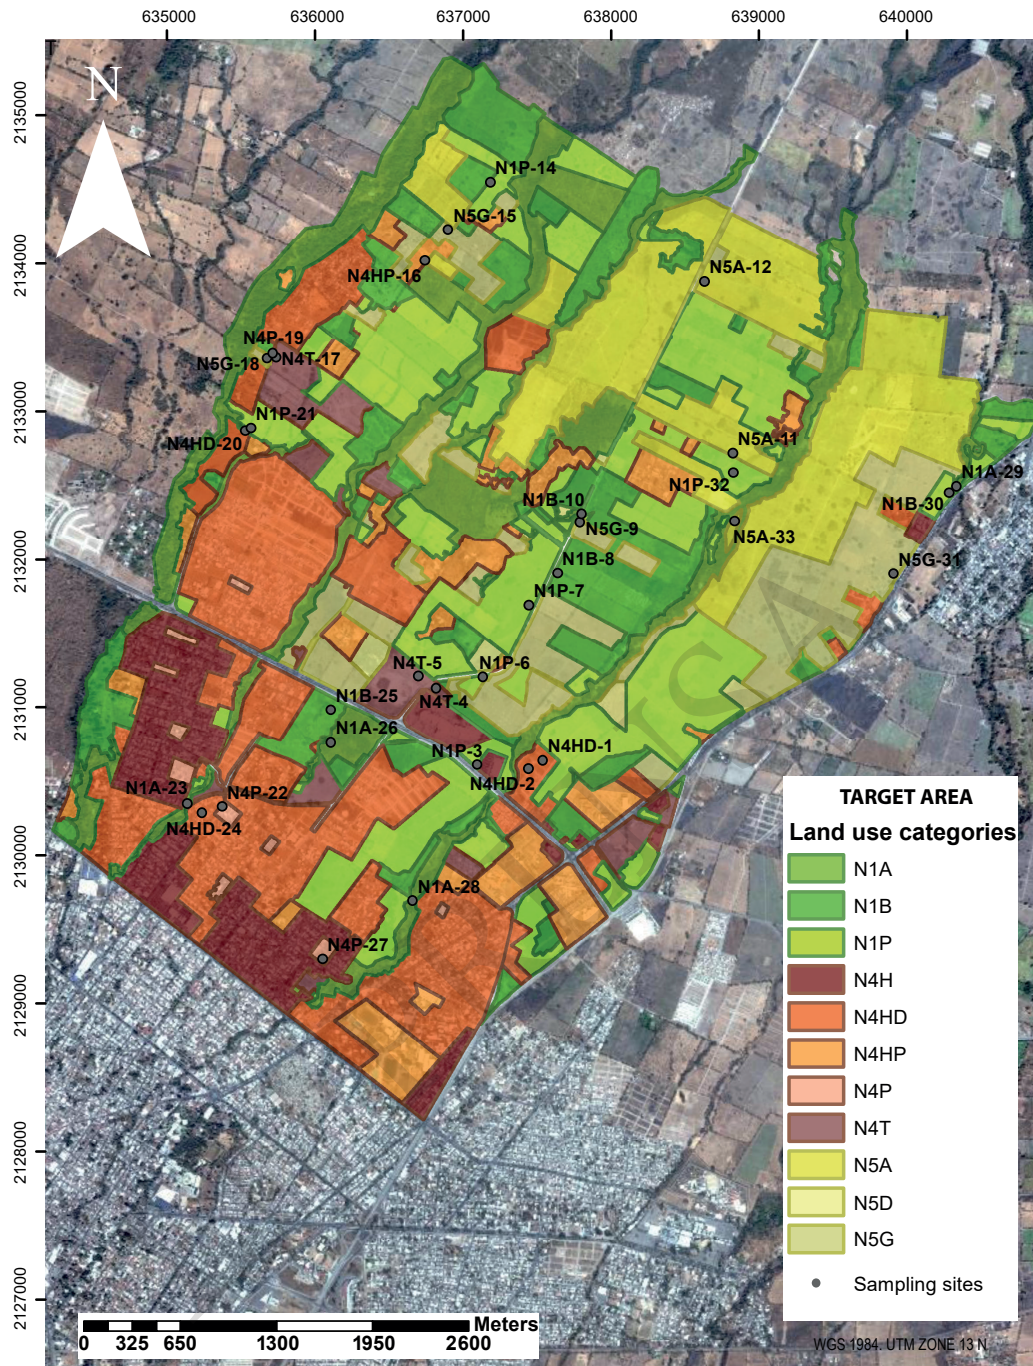 635000 636000 637000 638000 639000 640000
N
2135000
2134000
2133000
2132000
2131000
2130000
2129000
2128000
2127000
N1P-14
N5G-15
N4HP-16
N5A-12
N4P-19
N5G-18
N4T-17
N1P-21
N4HD-20
N5A-11
N1P-32
N1A-29
N1B-30
N1B-10
N5G-9
N5A-33
N1B-8
N5G-31
N1P-7
N4T-5
N1P-6
N4T-4
N1B-25
N1A-26
N1P-3
N4HD-1
N4HD-2
N1A-23
N4P-22
N4HD-24
N1A-28
N4P-27
TARGET AREA
Land use categories
N1A
N1B
N1P
N4H
N4HD
N4HP
N4P
N4T
N5A
N5D
N5G
Sampling sites
Meters
0 325 650 1300 1950 2600
WGS 1984. UTM ZONE 13 N